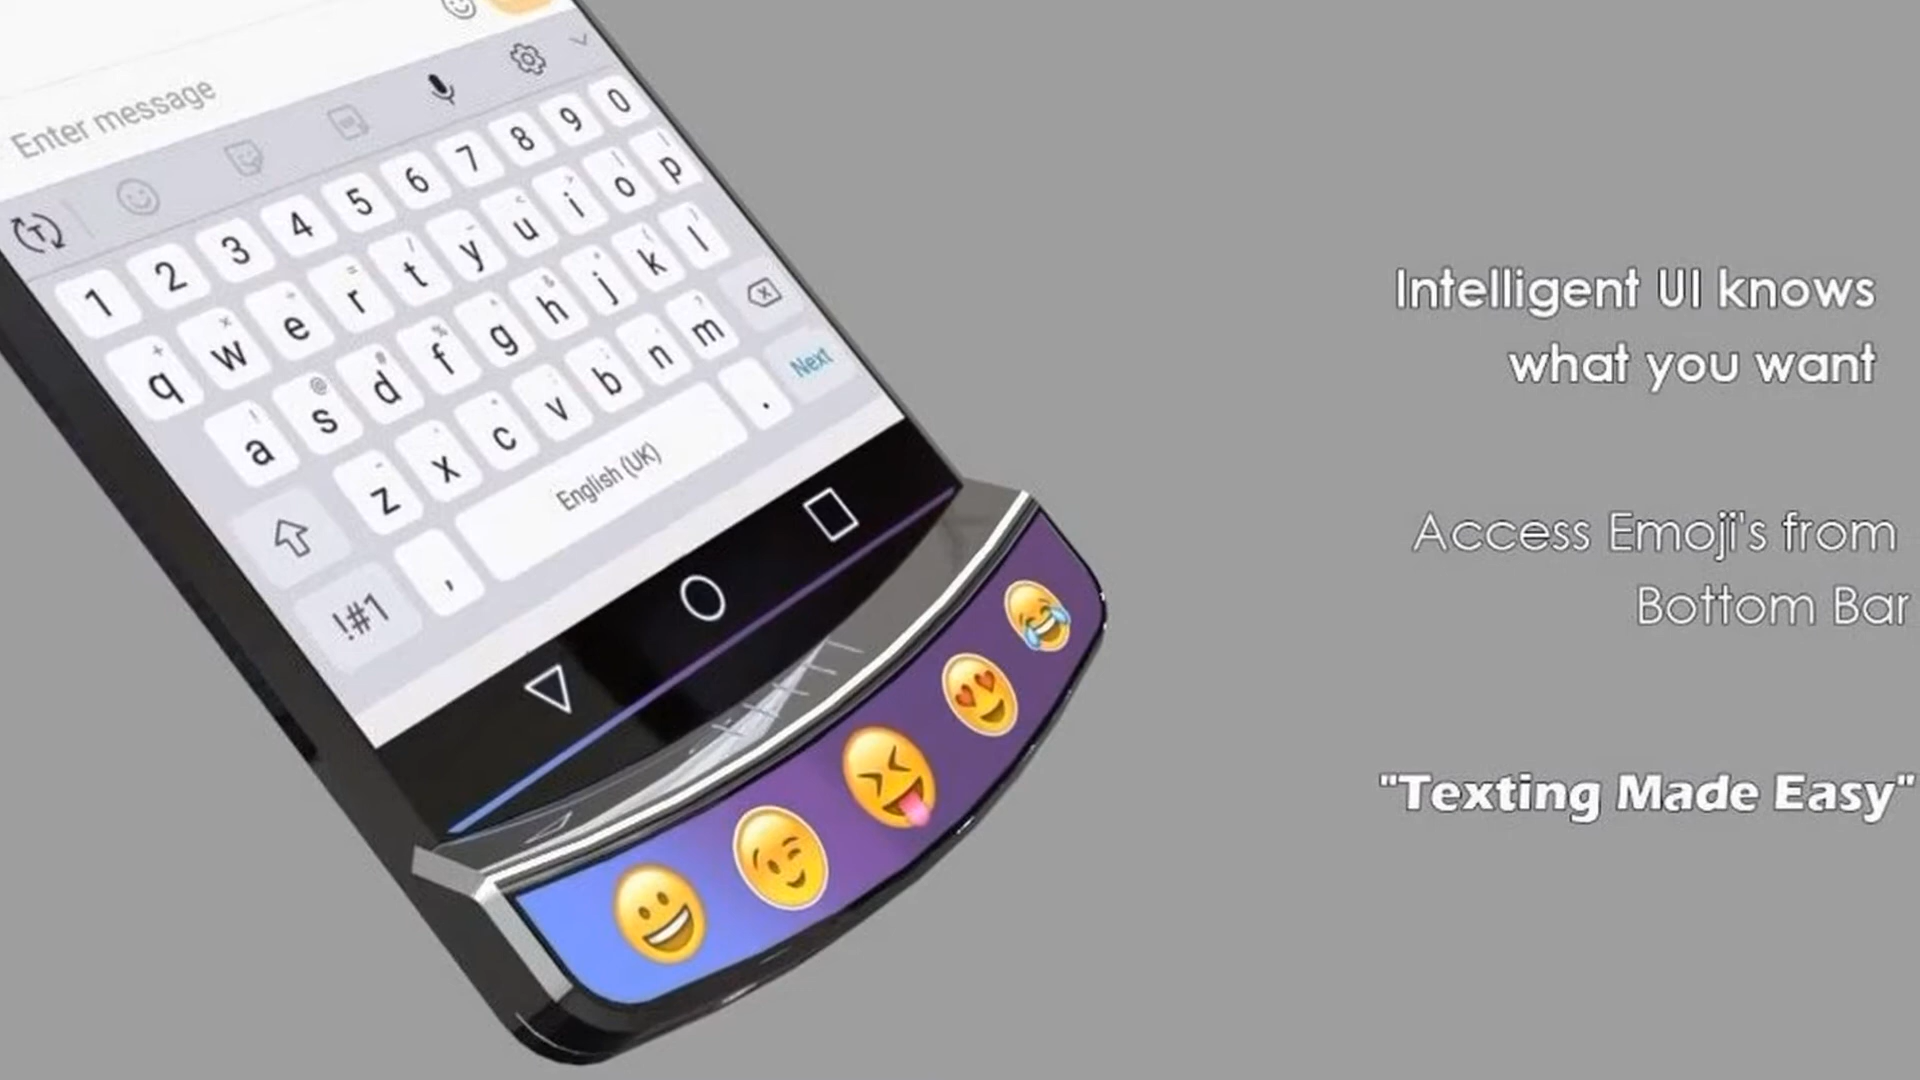 Enter message
1 2 3 4 5 6 7 8 9 0
q w e r t y u i o p
a s d f g h j k l
z x c v b n m
!#1 , English (UK) . Next
Intelligent UI knows
what you want
Access Emoji's from
Bottom Bar
"Texting Made Easy"